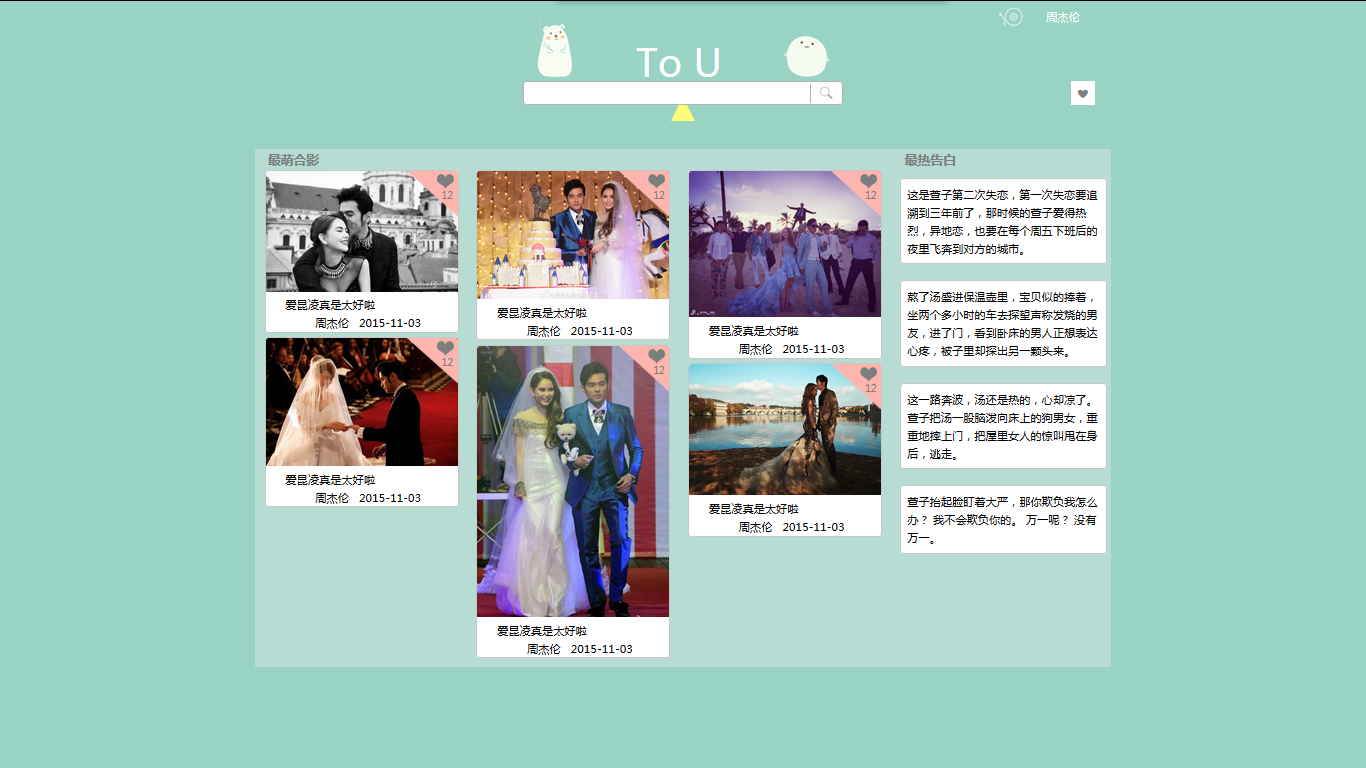 周杰伦
To U
最萌合影
12
爱昆凌真是太好啦
周杰伦 2015-11-03
12
爱昆凌真是太好啦
周杰伦 2015-11-03
12
爱昆凌真是太好啦
周杰伦 2015-11-03
12
爱昆凌真是太好啦
周杰伦 2015-11-03
12
爱昆凌真是太好啦
周杰伦 2015-11-03
12
爱昆凌真是太好啦
周杰伦 2015-11-03
最热告白
这是萱子第二次失恋，第一次失恋要追
溯到三年前了，那时候的萱子爱得热
烈，异地恋，也要在每个周五下班后的
夜里飞奔到对方的城市。
熬了汤盛进保温壶里，宝贝似的捧着，
坐两个多小时的车去探望声称发烧的男
友，进了门，看到卧床的男人正想表达
心疼，被子里却探出另一颗头来。
这一路奔波，汤还是热的，心却凉了。
萱子把汤一股脑泼向床上的狗男女，重
重地摔上门，把屋里女人的惊叫甩在身
后，逃走。
萱子抬起脸盯着大严，那你欺负我怎么
办？ 我不会欺负你的。 万一呢？ 没有
万一。